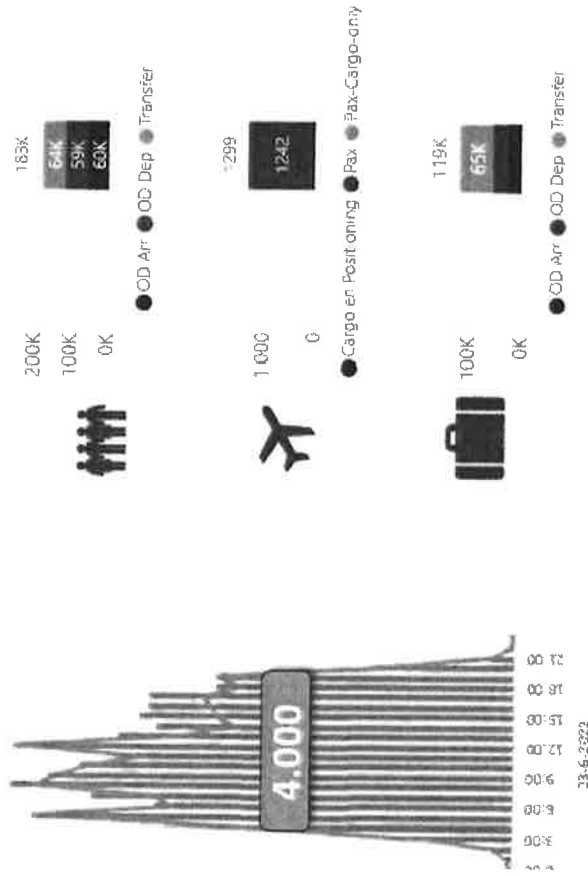 183K
200K
64K
100K
59K
0K
60K
OD Arr OD Dep Transfer
1299
1 000
1242
0
Cargo en Positioning Pax Pax-Cargo-only
119K
100K
65K
0K
OD Arr OD Dep Transfer
4.000
3:00
6:00
9:00
12:00
15:00
18:00
21:00
23-6-2022